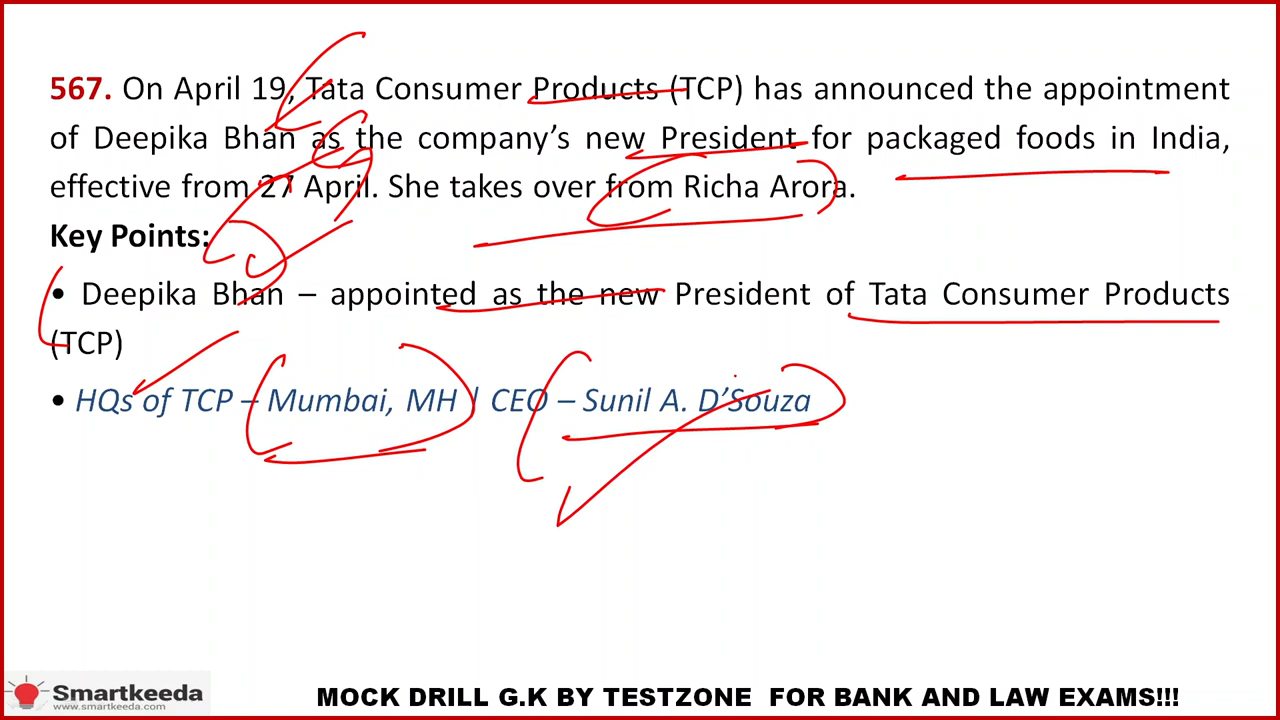 567. On April 19, Tata Consumer Products (TCP) has announced the appointment
of Deepika Bhan as the company's new President for packaged foods in India,
effective from 27 April. She takes over from Richa Arora.
Key Points:
• Deepika Bhan – appointed as the new President of Tata Consumer Products
(TCP)
• HQs of TCP – Mumbai, MH | CEO – Sunil A. D'Souza
Smartkeeda
www.smartkeeda.com
MOCK DRILL G.K BY TESTZONE FOR BANK AND LAW EXAMS!!!